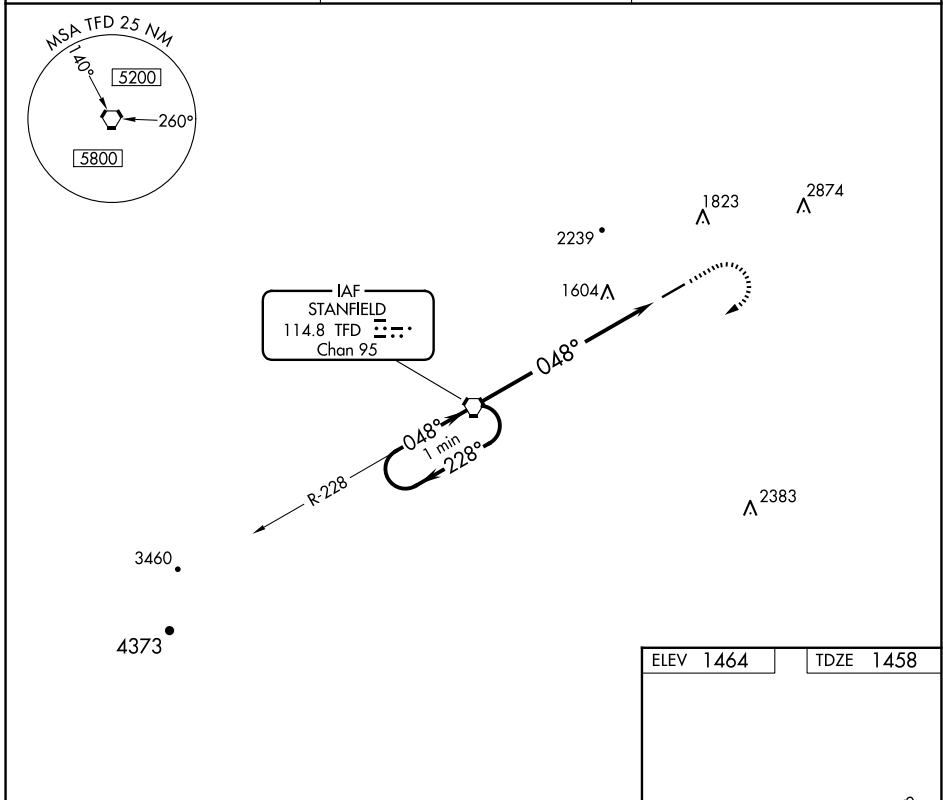 MSA TFD 25 NM
140°
5200
260°
5800
1823
2874
2239
1604
IAF
STANFIELD
114.8 TFD
Chan 95
048°
048°
1 min
228°
R-228
2383
3460
4373
ELEV 1464
TDZE 1458